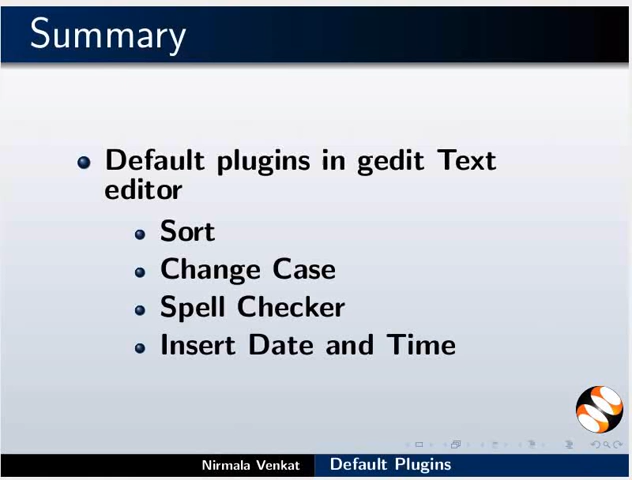 Summary
Default plugins in gedit Text
editor
Sort
Change Case
Spell Checker
Insert Date and Time
Nirmala Venkat
Default Plugins